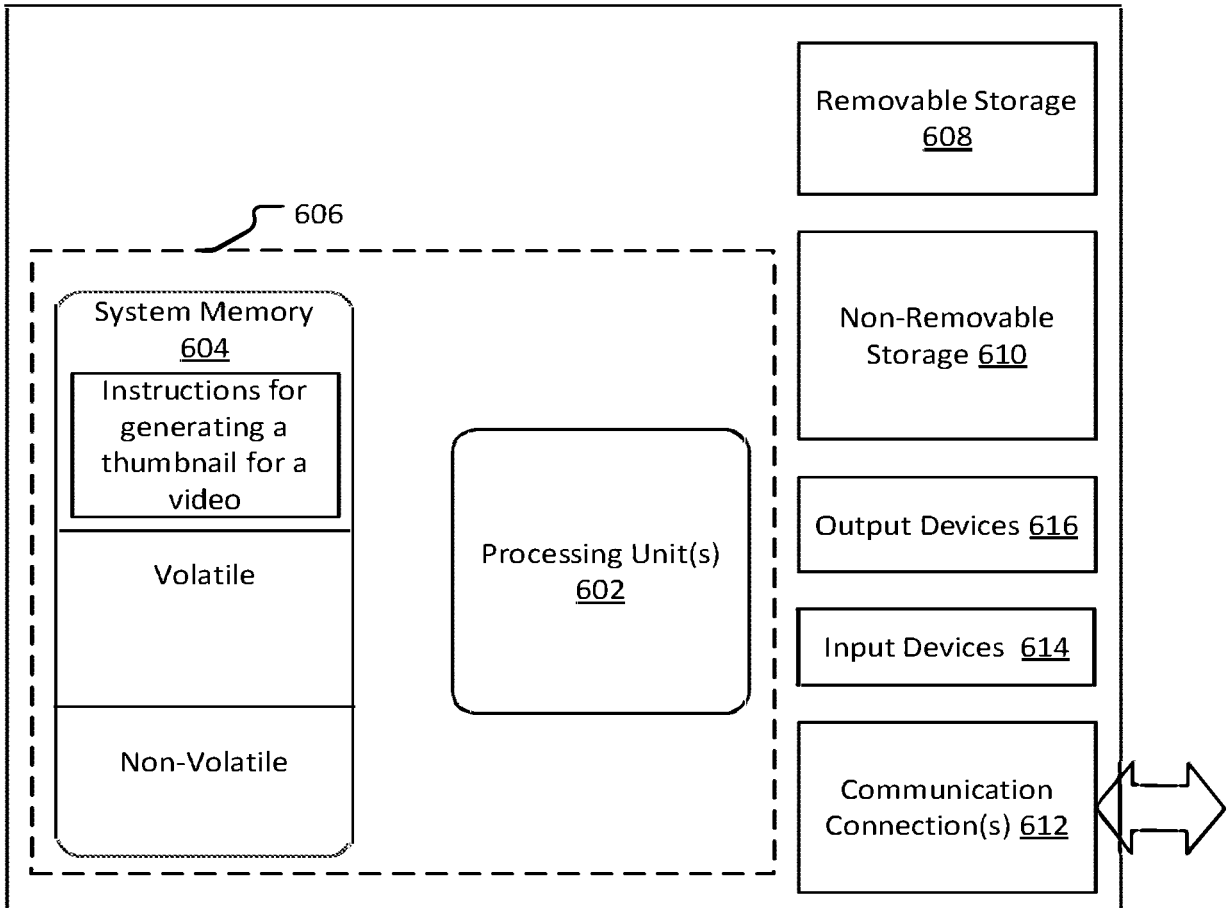 606
System Memory
604
Instructions for
generating a
thumbnail for a
video
Volatile
Non-Volatile
Processing Unit(s)
602
Removable Storage
608
Non-Removable
Storage 610
Output Devices 616
Input Devices 614
Communication
Connection(s) 612